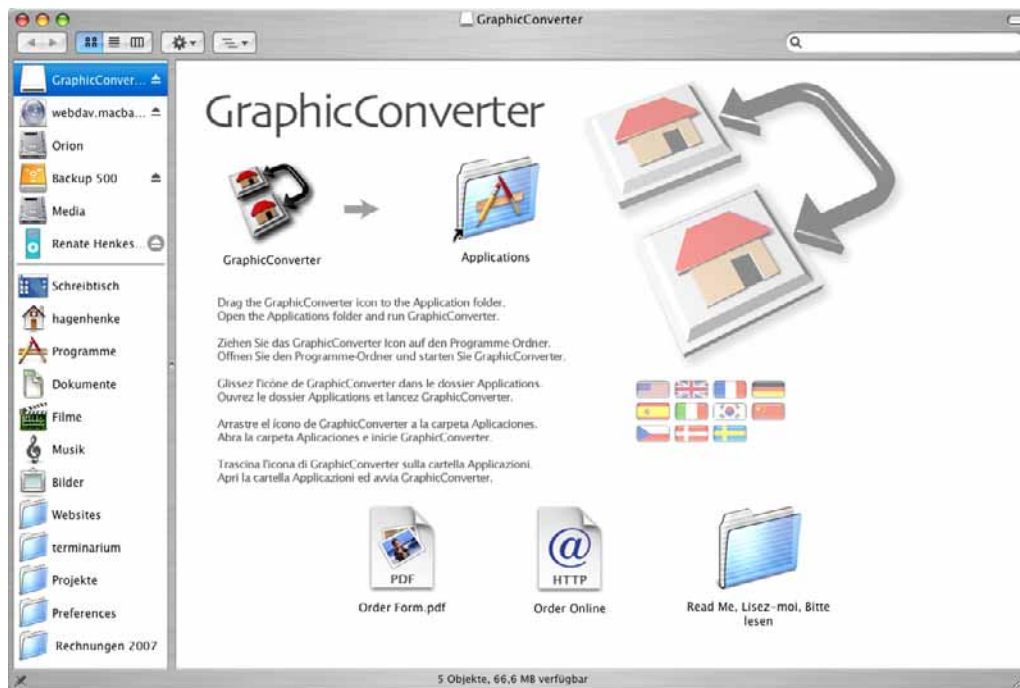 GraphicConverter
GraphicConver...
webdav.macba...
Orion
Backup 500
Media
Renate Henkes...
Schreibtisch
hagenhenke
Programme
Dokumente
Filme
Musik
Bilder
Websites
terminarium
Projekte
Preferences
Rechnungen 2007
GraphicConverter
GraphicConverter
Applications
Drag the GraphicConverter icon to the Application folder.
Open the Applications folder and run GraphicConverter.
Ziehen Sie das GraphicConverter Icon auf den Programme Ordner.
Öffnen Sie den Programme-Ordner und starten Sie GraphicConverter.
Glissez l'icône de GraphicConverter dans le dossier Applications.
Ouvrez le dossier Applications et lancez GraphicConverter.
Arrastre el ícono de GraphicConverter a la carpeta Aplicaciones.
Abra la carpeta Aplicaciones e inicie GraphicConverter.
Trascina l'icona di GraphicConverter sulla cartella Applicazioni.
Apri la cartella Applicazioni ed avvia GraphicConverter.
PDF
Order Form.pdf
@
HTTP
Order Online
Read Me, Lisez-moi, Bitte
lesen
5 Objekte, 66,6 MB verfügbar